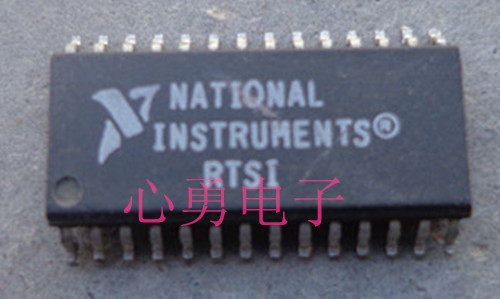 NATIONAL
INSTRUMENTS®
RTSI
心勇电子